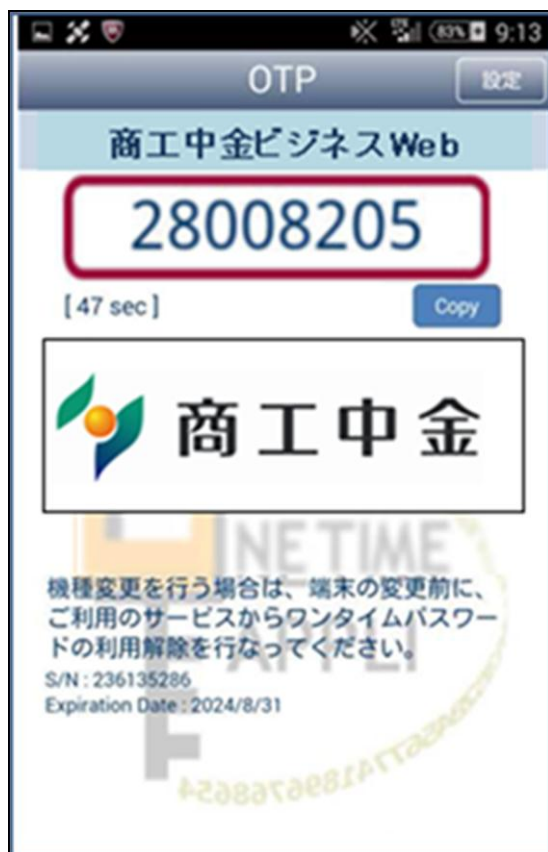 9:13
83%
OTP
設定
商工中金ビジネスWeb
28008205
[ 47 sec ]
Copy
商工中金
NE TIME
機種変更を行う場合は、端末の変更前に、
ご利用のサービスからワンタイムパスワー
ドの利用解除を行なってください。
APPLI
S/N : 236135286
Expiration Date : 2024/8/31